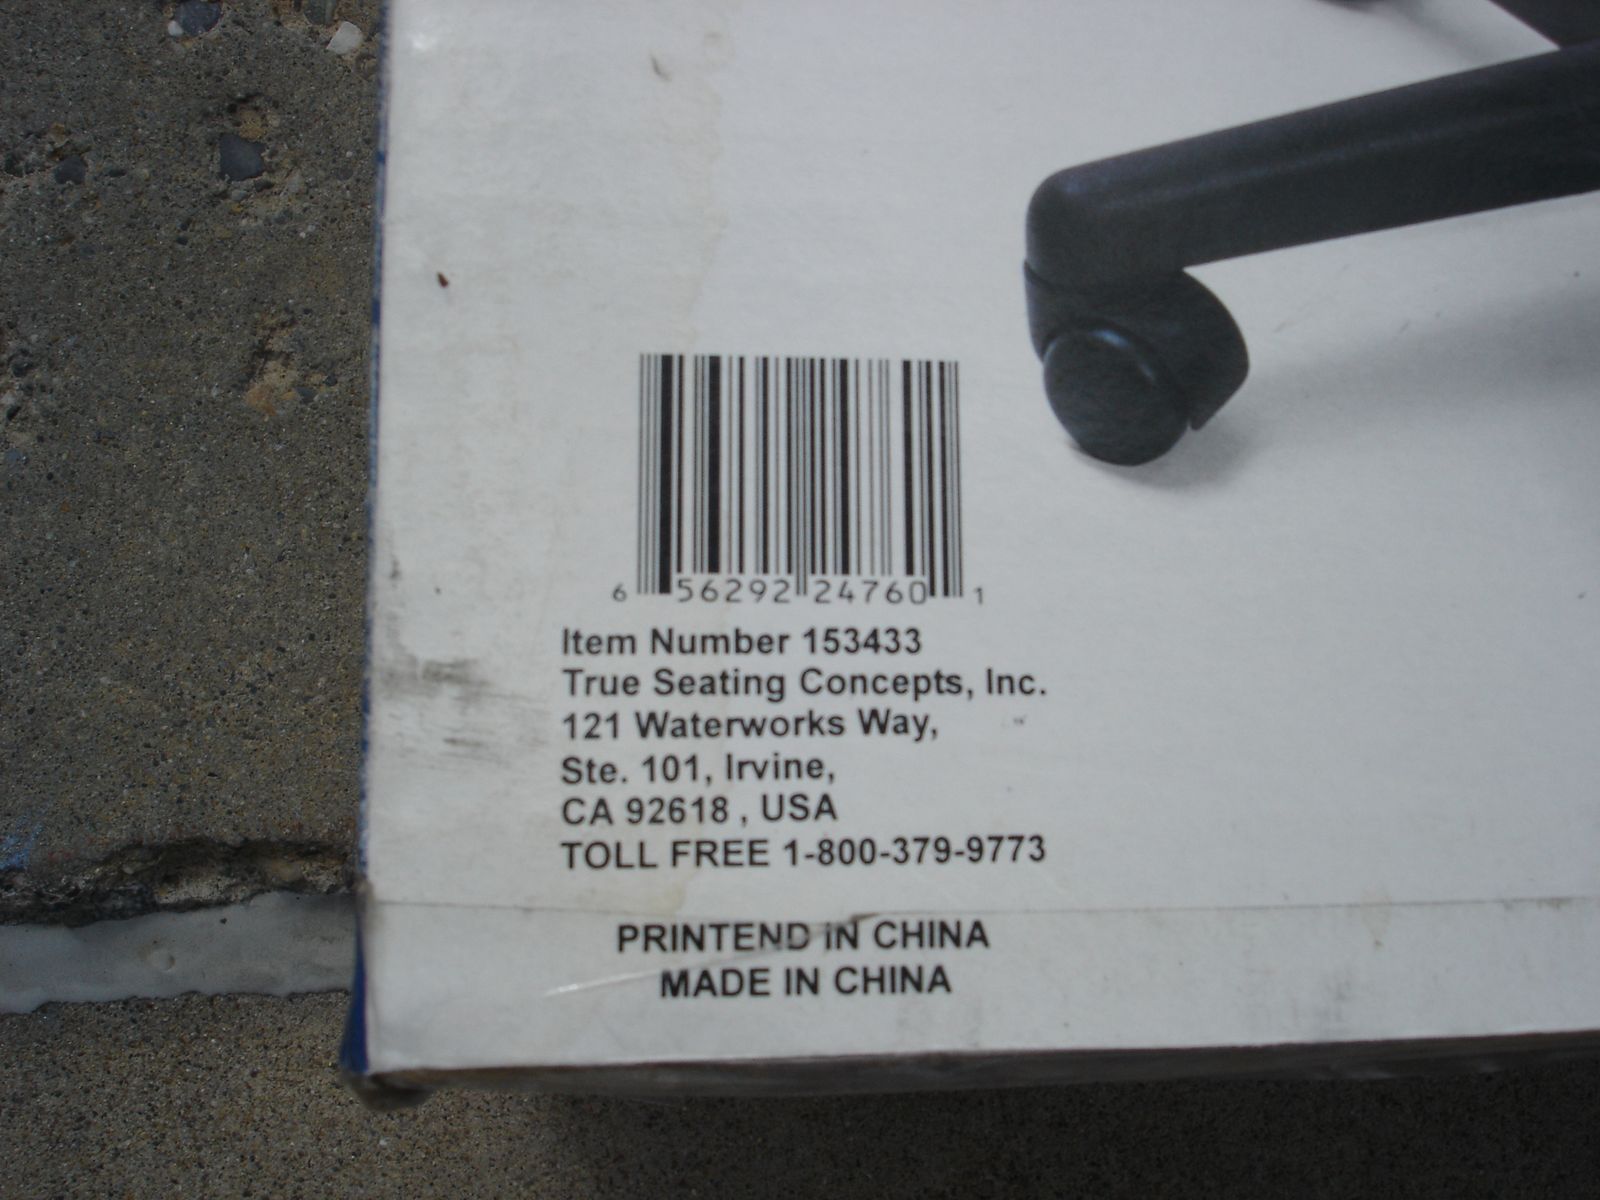 6 56292 24760 1
Item Number 153433
True Seating Concepts, Inc.
121 Waterworks Way,
Ste. 101, Irvine,
CA 92618 , USA
TOLL FREE 1-800-379-9773
PRINTEND IN CHINA
MADE IN CHINA